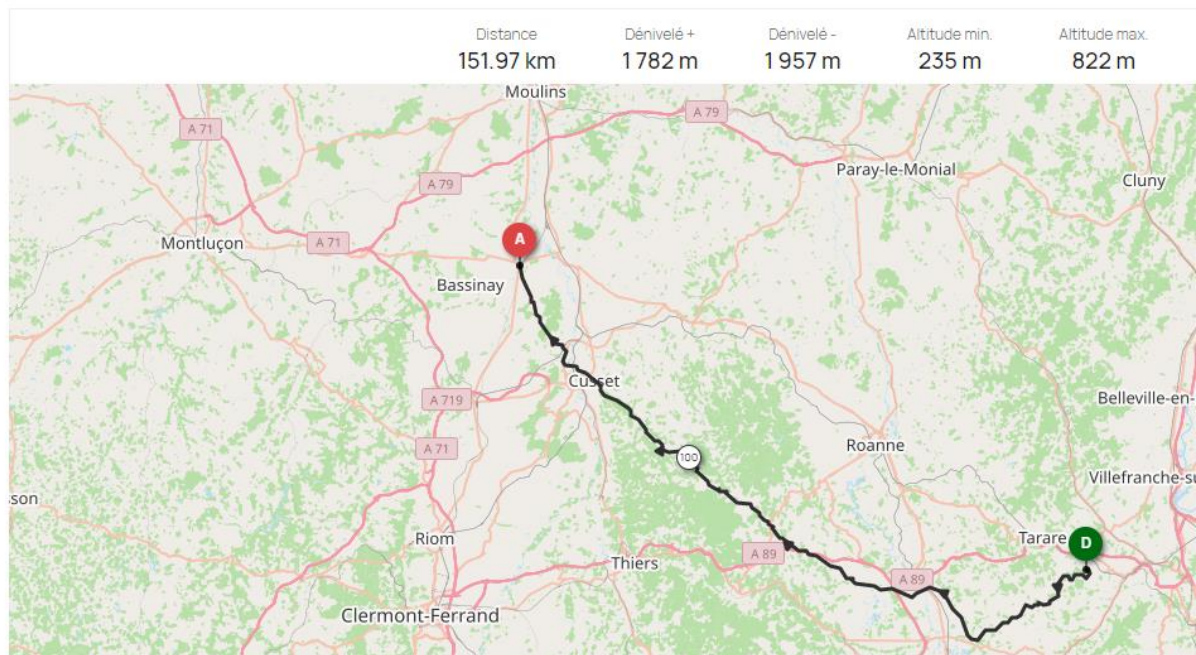 Distance Dénivelé + Dénivelé - Altitude min. Altitude max.
151.97 km 1 782 m 1 957 m 235 m 822 m
Moulins
A 79
A 71
Paray-le-Monial
A 79
Cluny
A
Montluçon
A 71
Bassinay
Cusset
A 719
Belleville-en-
Roanne
A 71
100
Villefranche-su
sson
Riom
Tarare
D
A 89
Thiers
A 89
Clermont-Ferrand